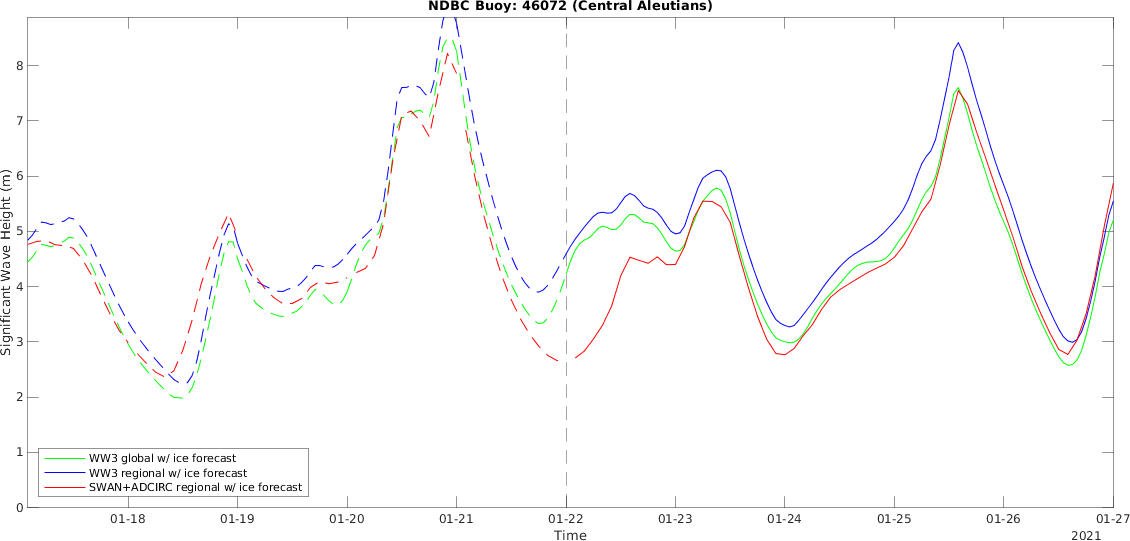 NDBC Buoy: 46072 (Central Aleutians)
Significant Wave Height (m)
8
7
6
5
4
3
2
1
0
WW3 global w/ ice forecast
WW3 regional w/ ice forecast
SWAN+ADCIRC regional w/ ice forecast
01-18 01-19 01-20 01-21 01-22 01-23 01-24 01-25 01-26 01-27
Time
2021